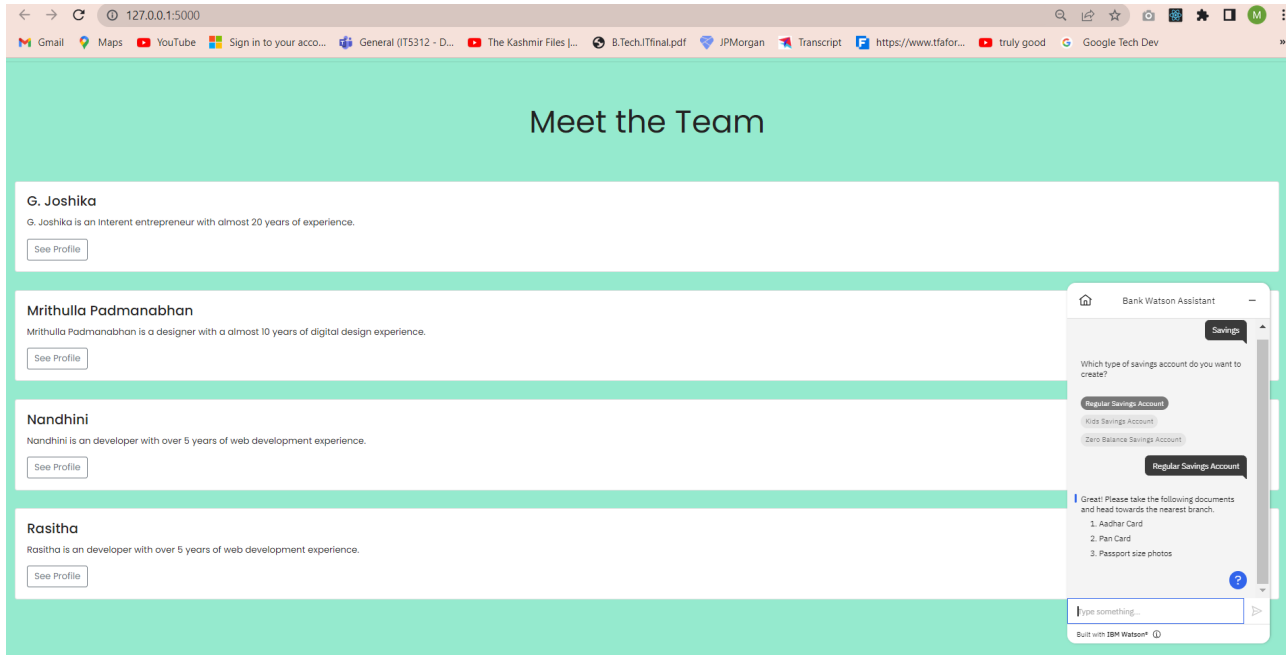 127.0.0.1:5000
M
Gmail
Maps
YouTube
Sign in to your acco...
General (IT5312 - D...
The Kashmir Files |...
B.Tech.ITfinal.pdf
JPMorgan
Transcript
https://www.tfafor...
truly good
Google Tech Dev
»
Meet the Team
G. Joshika
G. Joshika is an Interent entrepreneur with almost 20 years of experience.
See Profile
Mrithulla Padmanabhan
Mrithulla Padmanabhan is a designer with a almost 10 years of digital design experience.
See Profile
Nandhini
Nandhini is an developer with over 5 years of web development experience.
See Profile
Rasitha
Rasitha is an developer with over 5 years of web development experience.
See Profile
Bank Watson Assistant
Savings
Which type of savings account do you want to
create?
Regular Savings Account
Kids Savings Account
Zero Balance Savings Account
Regular Savings Account
Great! Please take the following documents
and head towards the nearest branch.
1. Aadhar Card
2. Pan Card
3. Passport size photos
?
Type something...
Built with IBM Watson®